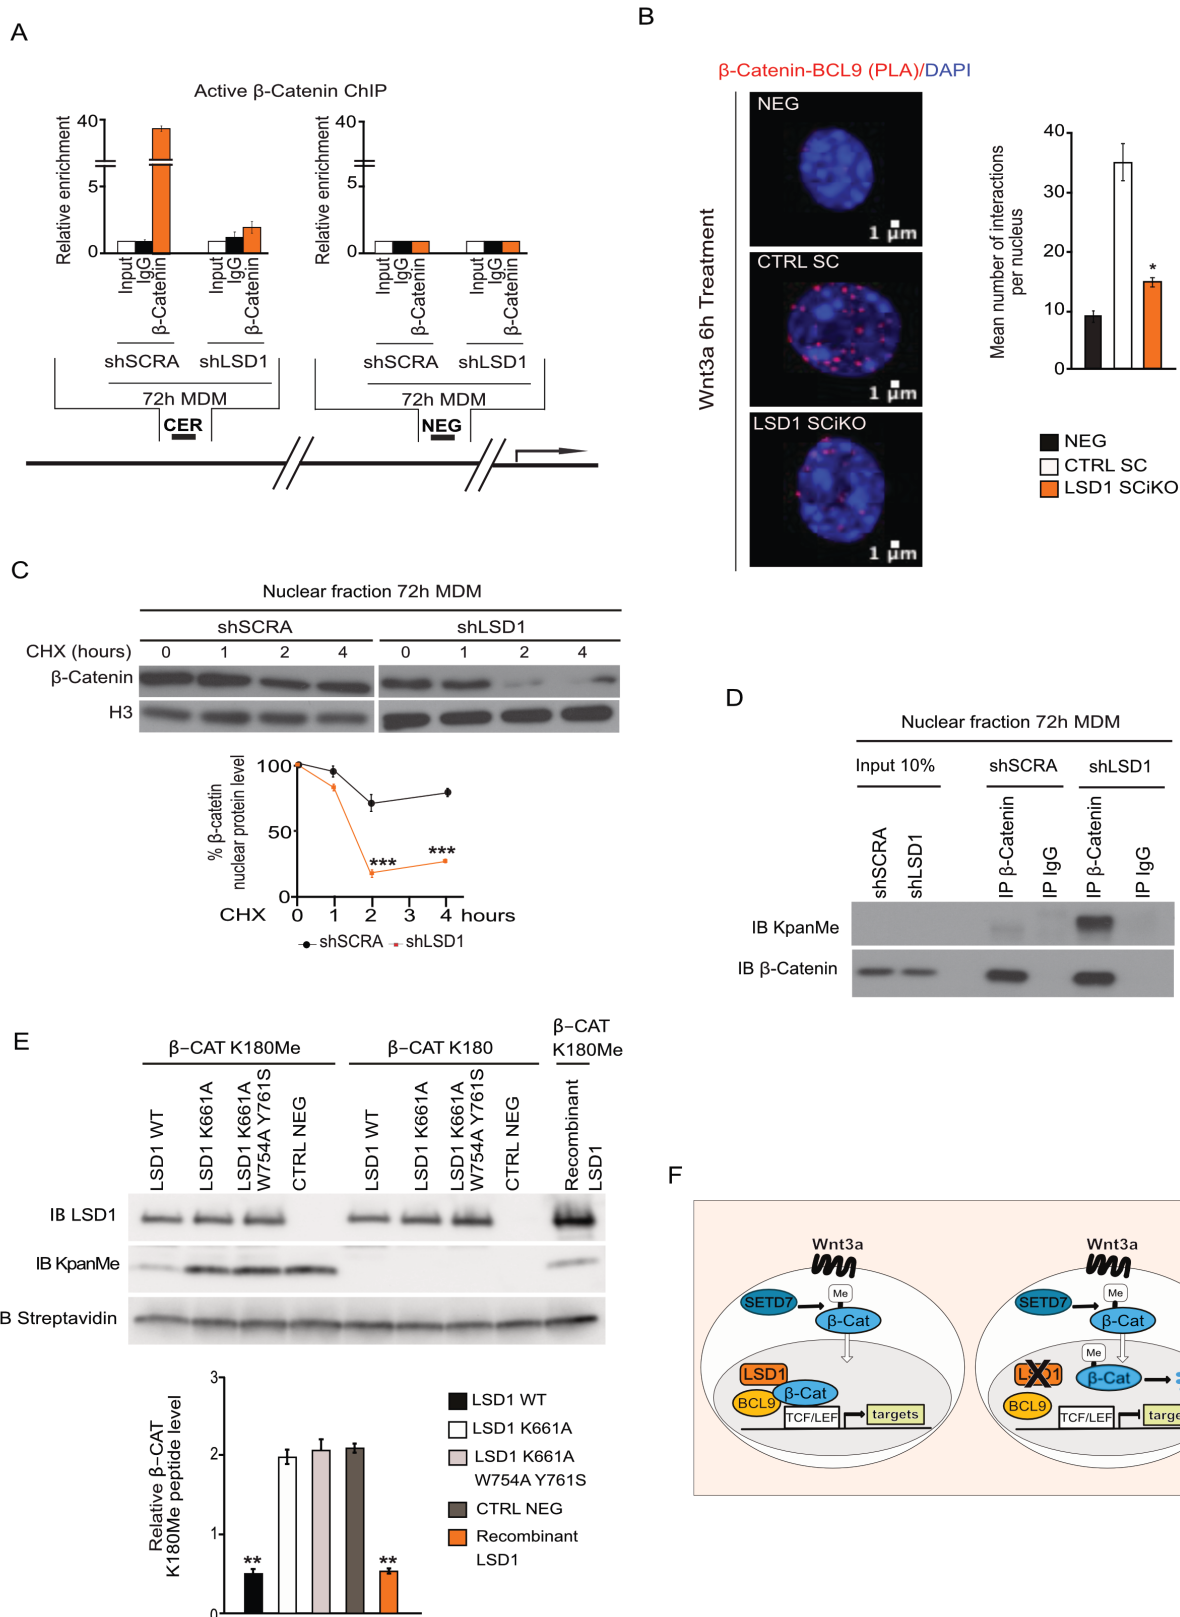 A
Active β-Catenin ChIP
Relative enrichment
40
5
0
Input
IgG
β-Catenin
Input
IgG
β-Catenin
shSCRA
shLSD1
72h MDM
CER
Relative enrichment
40
5
0
Input
IgG
β-Catenin
Input
IgG
β-Catenin
shSCRA
shLSD1
72h MDM
NEG
B
β-Catenin-BCL9 (PLA)/DAPI
Wnt3a 6h Treatment
NEG
1 μm
CTRL SC
1 μm
LSD1 SCiKO
1 μm
Mean number of interactions
per nucleus
40
30
20
10
0
*
NEG
CTRL SC
LSD1 SCiKO
C
Nuclear fraction 72h MDM
shSCRA
shLSD1
CHX (hours)
0 1 2 4 0 1 2 4
β-Catenin
H3
% β-catetin
nuclear protein level
100
50
0
*** ***
0 1 2 3 4
CHX
hours
shSCRA
shLSD1
D
Nuclear fraction 72h MDM
Input 10%
shSCRA
shLSD1
shSCRA
shLSD1
IP β-Catenin
IP IgG
IP β-Catenin
IP IgG
IB KpanMe
IB β-Catenin
E
β–CAT K180Me
β–CAT K180
β–CAT
K180Me
LSD1 WT
LSD1 K661A
LSD1 K661A
W754A Y761S
CTRL NEG
LSD1 WT
LSD1 K661A
LSD1 K661A
W754A Y761S
CTRL NEG
Recombinant
LSD1
IB LSD1
IB KpanMe
B Streptavidin
Relative β–CAT
K180Me peptide level
3
2
1
0
** **
LSD1 WT
LSD1 K661A
LSD1 K661A
W754A Y761S
CTRL NEG
Recombinant
LSD1
F
Wnt3a
SETD7
Me
β-Cat
LSD1
BCL9
β-Cat
TCF/LEF
targets
Wnt3a
SETD7
Me
β-Cat
Me
LSD1
β-Cat
BCL9
TCF/LEF
targe